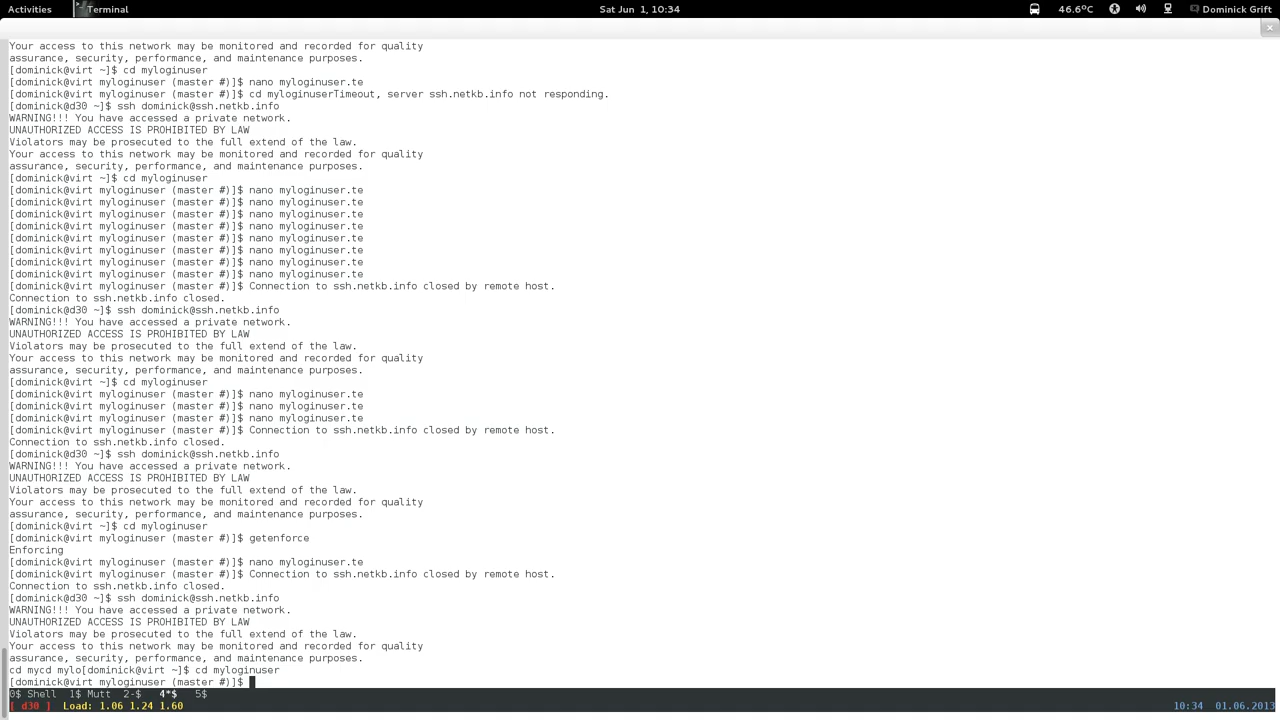 Activities Terminal Sat Jun 1, 10:34 46.6°C Dominick Grift
Your access to this network may be monitored and recorded for quality
assurance, security, performance, and maintenance purposes.
[dominick@virt ~]$ cd myloginuser
[dominick@virt myloginuser (master #)]$ nano myloginuser.te
[dominick@virt myloginuser (master #)]$ cd myloginuserTimeout, server ssh.netkb.info not responding.
[dominick@d30 ~]$ ssh dominick@ssh.netkb.info
WARNING!!! You have accessed a private network.
UNAUTHORIZED ACCESS IS PROHIBITED BY LAW
Violators may be prosecuted to the full extend of the law.
Your access to this network may be monitored and recorded for quality
assurance, security, performance, and maintenance purposes.
[dominick@virt ~]$ cd myloginuser
[dominick@virt myloginuser (master #)]$ nano myloginuser.te
[dominick@virt myloginuser (master #)]$ nano myloginuser.te
[dominick@virt myloginuser (master #)]$ nano myloginuser.te
[dominick@virt myloginuser (master #)]$ nano myloginuser.te
[dominick@virt myloginuser (master #)]$ nano myloginuser.te
[dominick@virt myloginuser (master #)]$ nano myloginuser.te
[dominick@virt myloginuser (master #)]$ nano myloginuser.te
[dominick@virt myloginuser (master #)]$ nano myloginuser.te
[dominick@virt myloginuser (master #)]$ Connection to ssh.netkb.info closed by remote host.
Connection to ssh.netkb.info closed.
[dominick@d30 ~]$ ssh dominick@ssh.netkb.info
WARNING!!! You have accessed a private network.
UNAUTHORIZED ACCESS IS PROHIBITED BY LAW
Violators may be prosecuted to the full extend of the law.
Your access to this network may be monitored and recorded for quality
assurance, security, performance, and maintenance purposes.
[dominick@virt ~]$ cd myloginuser
[dominick@virt myloginuser (master #)]$ nano myloginuser.te
[dominick@virt myloginuser (master #)]$ nano myloginuser.te
[dominick@virt myloginuser (master #)]$ nano myloginuser.te
[dominick@virt myloginuser (master #)]$ Connection to ssh.netkb.info closed by remote host.
Connection to ssh.netkb.info closed.
[dominick@d30 ~]$ ssh dominick@ssh.netkb.info
WARNING!!! You have accessed a private network.
UNAUTHORIZED ACCESS IS PROHIBITED BY LAW
Violators may be prosecuted to the full extend of the law.
Your access to this network may be monitored and recorded for quality
assurance, security, performance, and maintenance purposes.
[dominick@virt ~]$ cd myloginuser
[dominick@virt myloginuser (master #)]$ getenforce
Enforcing
[dominick@virt myloginuser (master #)]$ nano myloginuser.te
[dominick@virt myloginuser (master #)]$ Connection to ssh.netkb.info closed by remote host.
Connection to ssh.netkb.info closed.
[dominick@d30 ~]$ ssh dominick@ssh.netkb.info
WARNING!!! You have accessed a private network.
UNAUTHORIZED ACCESS IS PROHIBITED BY LAW
Violators may be prosecuted to the full extend of the law.
Your access to this network may be monitored and recorded for quality
assurance, security, performance, and maintenance purposes.
cd mycd mylo[dominick@virt ~]$ cd myloginuser
[dominick@virt myloginuser (master #)]$
0$ Shell 1$ Mutt 2-$ 4*$ 5$
[ d30 ] Load: 1.06 1.24 1.60 10:34 01.06.2013